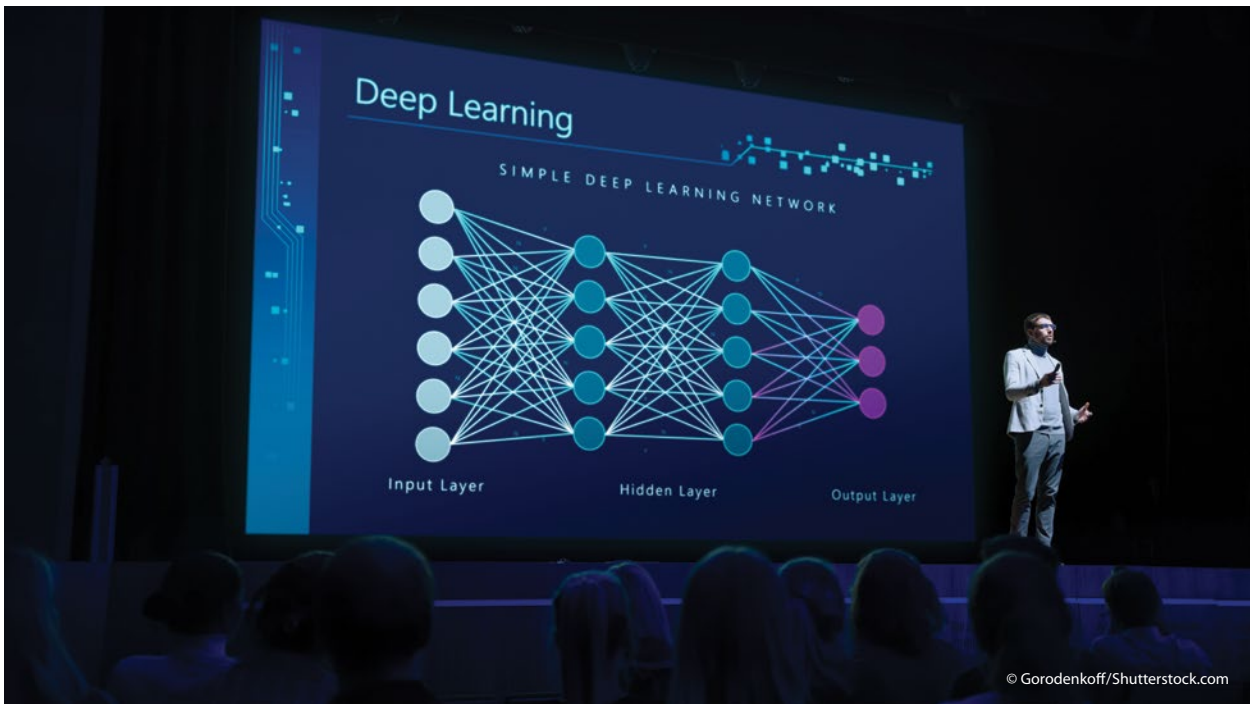 Deep Learning
SIMPLE DEEP LEARNING NETWORK
Input Layer
Hidden Layer
Output Layer
© Gorodenkoff/Shutterstock.com